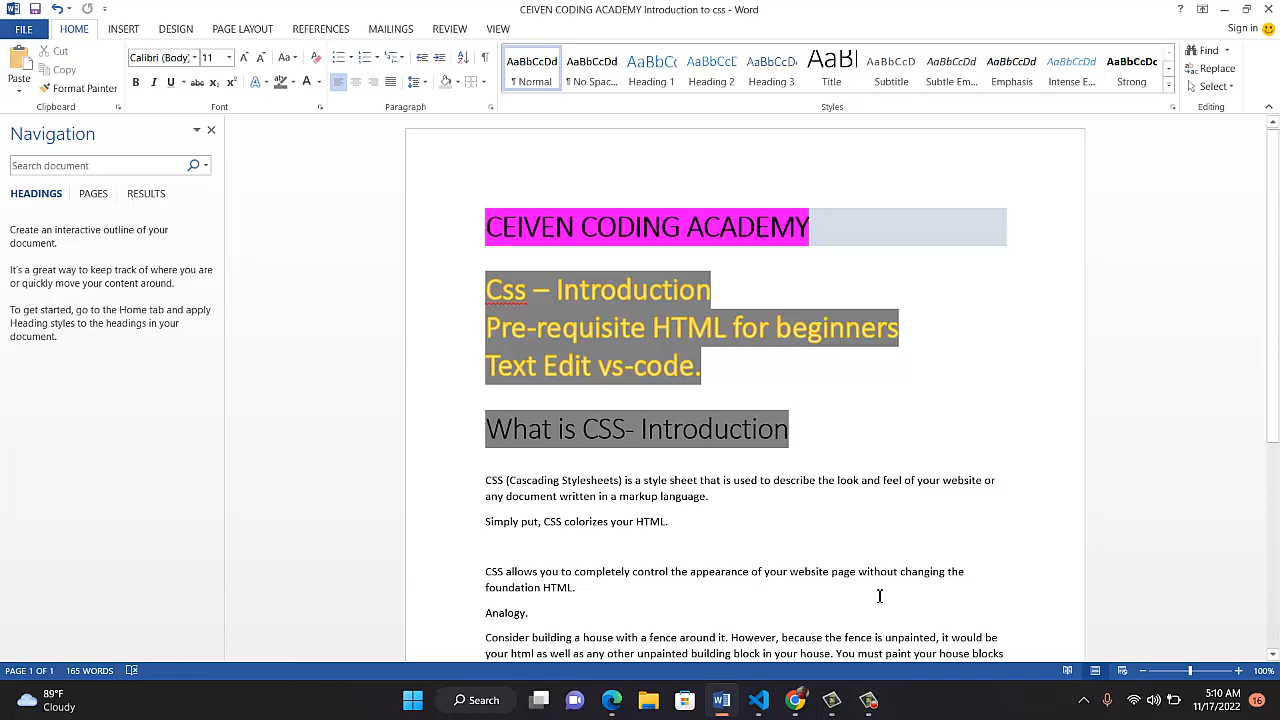 CEIVEN CODING ACADEMY Introduction to css - Word
Sign in
FILE HOME INSERT DESIGN PAGE LAYOUT REFERENCES MAILINGS REVIEW VIEW
Paste
Cut
Copy
Format Painter
Clipboard
Calibri (Body) 11
Font
Paragraph
AaBbCcDd AaBbCcDd AaBbCc AaBbCcC AaBbCcDc AaBl AaBbCcD AaBbCcDd AaBbCcDd AaBbCcDd AaBbCcDc
¶ Normal ¶ No Spac... Heading 1 Heading 2 Heading 3 Title Subtitle Subtle Em... Emphasis Intense E... Strong
Styles
Find
Replace
Select
Editing
Navigation
Search document
HEADINGS PAGES RESULTS
Create an interactive outline of your
document.
It's a great way to keep track of where you are
or quickly move your content around.
To get started, go to the Home tab and apply
Heading styles to the headings in your
document.
CEIVEN CODING ACADEMY
Css – Introduction
Pre-requisite HTML for beginners
Text Edit vs-code.
What is CSS- Introduction
CSS (Cascading Stylesheets) is a style sheet that is used to describe the look and feel of your website or
any document written in a markup language.
Simply put, CSS colorizes your HTML.
CSS allows you to completely control the appearance of your website page without changing the
foundation HTML.
Analogy.
Consider building a house with a fence around it. However, because the fence is unpainted, it would be
your html as well as any other unpainted building block in your house. You must paint your house blocks
PAGE 1 OF 1 165 WORDS
100%
89°F
Cloudy
Search
5:10 AM
11/17/2022
16